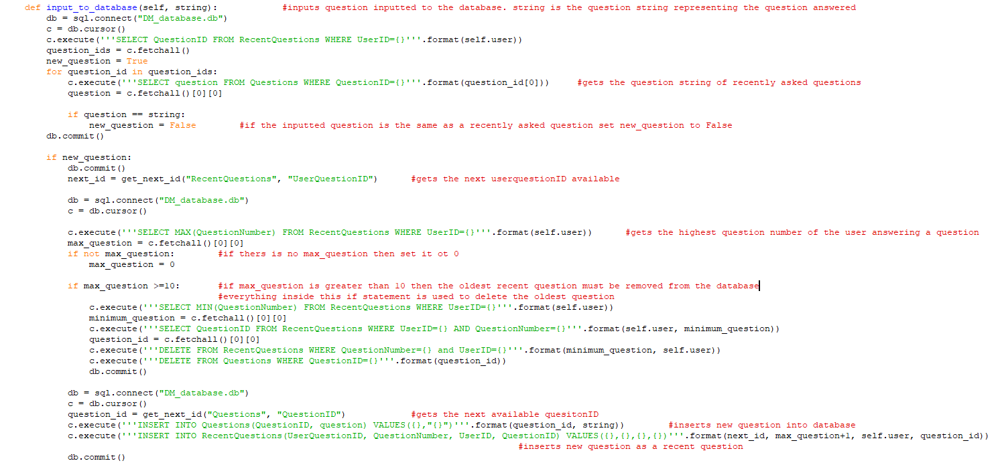 def input_to_database(self, string):            #inputs question inputted to the database. string is the question string representing the question answered
    db = sql.connect("DM_database.db")
    c = db.cursor()
    c.execute('''SELECT QuestionID FROM RecentQuestions WHERE UserID={}'''.format(self.user))
    question_ids = c.fetchall()
    new_question = True
    for question_id in question_ids:
        c.execute('''SELECT question FROM Questions WHERE QuestionID={}'''.format(question_id[0]))     #gets the question string of recently asked questions
        question = c.fetchall()[0][0]

        if question == string:
            new_question = False        #if the inputted question is the same as a recently asked question set new_question to False
    db.commit()

    if new_question:
        db.commit()
        next_id = get_next_id("RecentQuestions", "UserQuestionID")      #gets the next userquestionID available

        db = sql.connect("DM_database.db")
        c = db.cursor()

        c.execute('''SELECT MAX(QuestionNumber) FROM RecentQuestions WHERE UserID={}'''.format(self.user))      #gets the highest question number of the user answering a question
        max_question = c.fetchall()[0][0]
        if not max_question:        #if thers is no max_question then set it ot 0
            max_question = 0

        if max_question >=10:       #if max_question is greater than 10 then the oldest recent question must be removed from the database
                                    #everything inside this if statement is used to delete the oldest question
            c.execute('''SELECT MIN(QuestionNumber) FROM RecentQuestions WHERE UserID={}'''.format(self.user))
            minimum_question = c.fetchall()[0][0]
            c.execute('''SELECT QuestionID FROM RecentQuestions WHERE UserID={} AND QuestionNumber={}'''.format(self.user, minimum_question))
            question_id = c.fetchall()[0][0]
            c.execute('''DELETE FROM RecentQuestions WHERE QuestionNumber={} and UserID={}'''.format(minimum_question, self.user))
            c.execute('''DELETE FROM Questions WHERE QuestionID={}'''.format(question_id))
            db.commit()

        db = sql.connect("DM_database.db")
        c = db.cursor()
        question_id = get_next_id("Questions", "QuestionID")            #gets the next available quesitonID
        c.execute('''INSERT INTO Questions(QuestionID, question) VALUES({},"{}")'''.format(question_id, string))        #inserts new question into database
        c.execute('''INSERT INTO RecentQuestions(UserQuestionID, QuestionNumber, UserID, QuestionID) VALUES({},{},{},{})'''.format(next_id, max_question+1, self.user, question_id))
                                                                                            #inserts new question as a recent question
        db.commit()